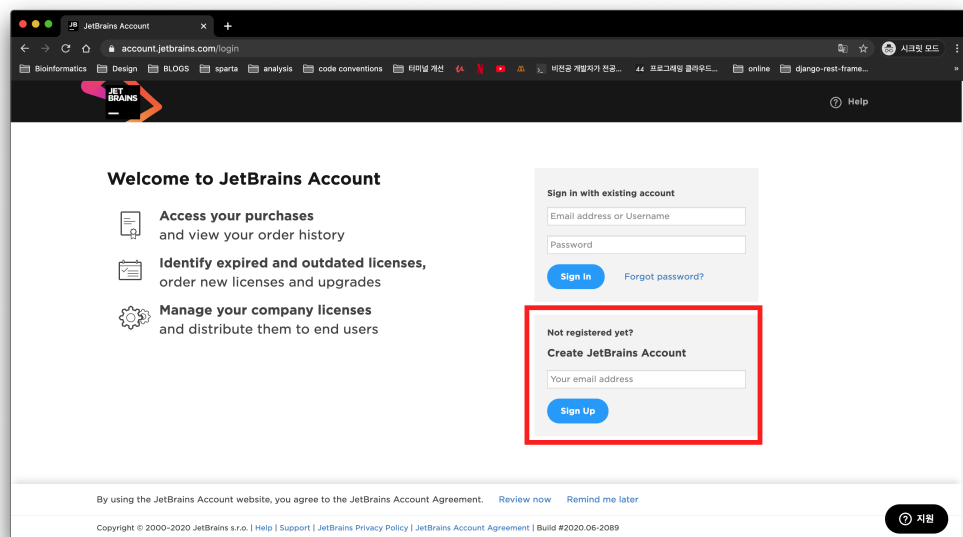 JB JetBrains Account
account.jetbrains.com/login
시크릿 모드
Bioinformatics Design BLOGS sparta analysis code conventions 터미널 개선 비전공 개발자가 전공... 프로그래밍 클라우드... online django-rest-frame... »
JET
BRAINS
Help
Welcome to JetBrains Account
Access your purchases
and view your order history
Identify expired and outdated licenses,
order new licenses and upgrades
Manage your company licenses
and distribute them to end users
Sign in with existing account
Email address or Username
Password
Sign In Forgot password?
Not registered yet?
Create JetBrains Account
Your email address
Sign Up
By using the JetBrains Account website, you agree to the JetBrains Account Agreement. Review now Remind me later
Copyright © 2000–2020 JetBrains s.r.o. | Help | Support | JetBrains Privacy Policy | JetBrains Account Agreement | Build #2020.06-2089
지원